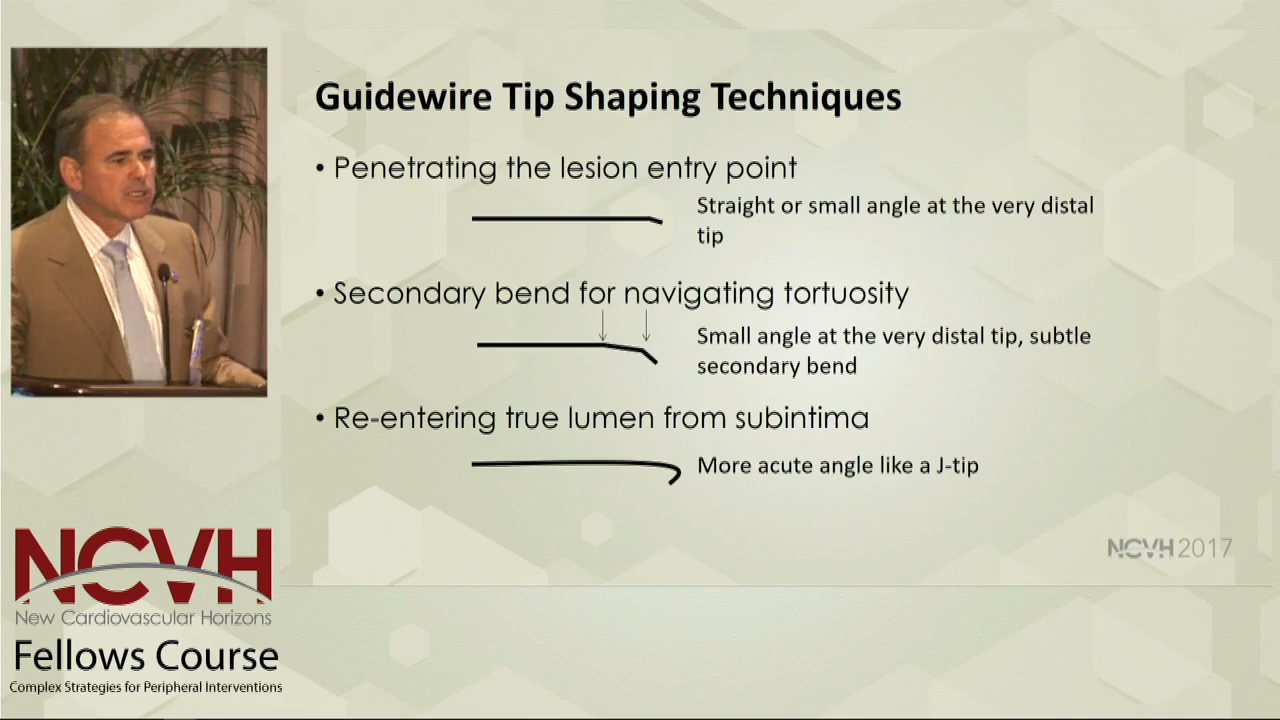 Guidewire Tip Shaping Techniques
• Penetrating the lesion entry point
Straight or small angle at the very distal
tip
• Secondary bend for navigating tortuosity
Small angle at the very distal tip, subtle
secondary bend
• Re-entering true lumen from subintima
More acute angle like a J-tip
NCVH 2017
NCVH
New Cardiovascular Horizons
Fellows Course
Complex Strategies for Peripheral Interventions